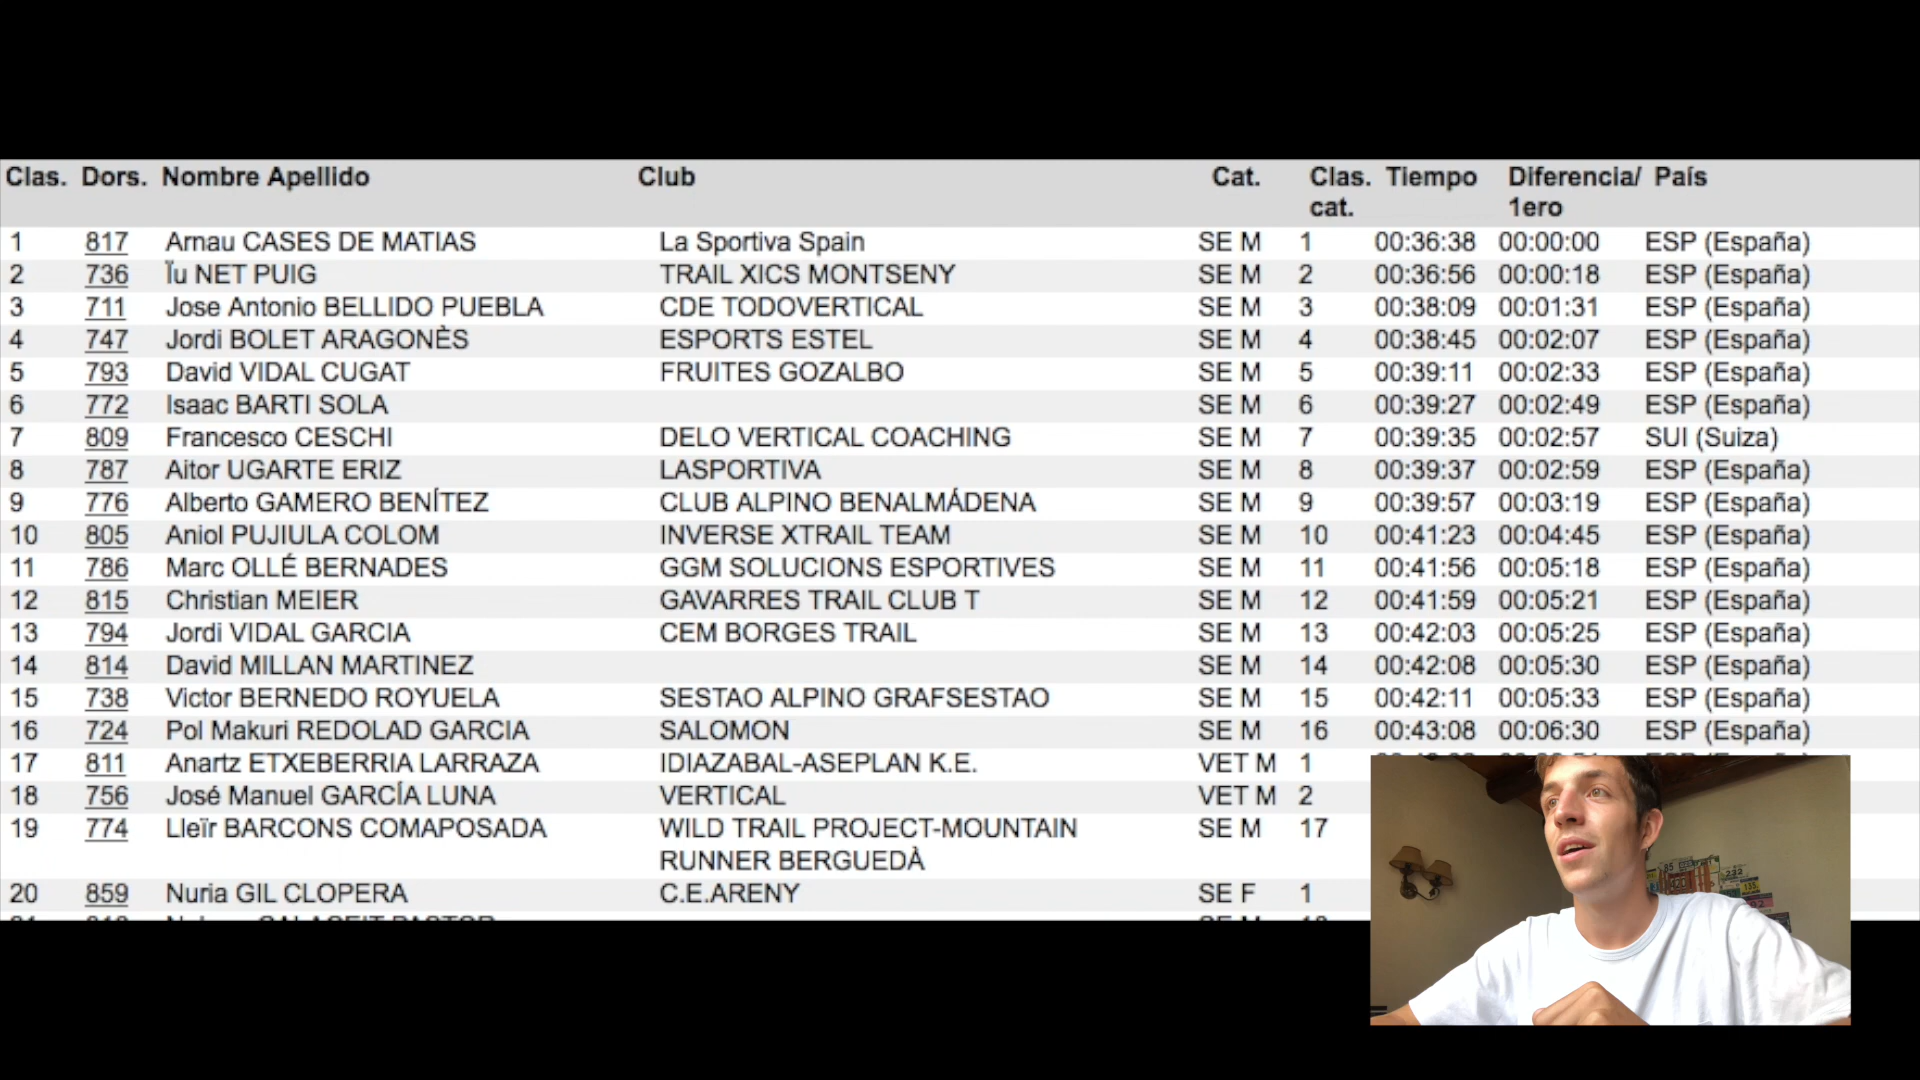 Clas. Dors. Nombre Apellido Club Cat. Clas. cat. Tiempo Diferencia/ 1ero País
1 817 Arnau CASES DE MATIAS La Sportiva Spain SE M 1 00:36:38 00:00:00 ESP (España)
2 736 Ïu NET PUIG TRAIL XICS MONTSENY SE M 2 00:36:56 00:00:18 ESP (España)
3 711 Jose Antonio BELLIDO PUEBLA CDE TODOVERTICAL SE M 3 00:38:09 00:01:31 ESP (España)
4 747 Jordi BOLET ARAGONÈS ESPORTS ESTEL SE M 4 00:38:45 00:02:07 ESP (España)
5 793 David VIDAL CUGAT FRUITES GOZALBO SE M 5 00:39:11 00:02:33 ESP (España)
6 772 Isaac BARTI SOLA SE M 6 00:39:27 00:02:49 ESP (España)
7 809 Francesco CESCHI DELO VERTICAL COACHING SE M 7 00:39:35 00:02:57 SUI (Suiza)
8 787 Aitor UGARTE ERIZ LASPORTIVA SE M 8 00:39:37 00:02:59 ESP (España)
9 776 Alberto GAMERO BENÍTEZ CLUB ALPINO BENALMÁDENA SE M 9 00:39:57 00:03:19 ESP (España)
10 805 Aniol PUJIULA COLOM INVERSE XTRAIL TEAM SE M 10 00:41:23 00:04:45 ESP (España)
11 786 Marc OLLÉ BERNADES GGM SOLUCIONS ESPORTIVES SE M 11 00:41:56 00:05:18 ESP (España)
12 815 Christian MEIER GAVARRES TRAIL CLUB T SE M 12 00:41:59 00:05:21 ESP (España)
13 794 Jordi VIDAL GARCIA CEM BORGES TRAIL SE M 13 00:42:03 00:05:25 ESP (España)
14 814 David MILLAN MARTINEZ SE M 14 00:42:08 00:05:30 ESP (España)
15 738 Victor BERNEDO ROYUELA SESTAO ALPINO GRAFSESTAO SE M 15 00:42:11 00:05:33 ESP (España)
16 724 Pol Makuri REDOLAD GARCIA SALOMON SE M 16 00:43:08 00:06:30 ESP (España)
17 811 Anartz ETXEBERRIA LARRAZA IDIAZABAL-ASEPLAN K.E. VET M 1
18 756 José Manuel GARCÍA LUNA VERTICAL VET M 2
19 774 Lleïr BARCONS COMAPOSADA WILD TRAIL PROJECT-MOUNTAIN SE M 17
RUNNER BERGUEDÀ
20 859 Nuria GIL CLOPERA C.E.ARENY SE F 1